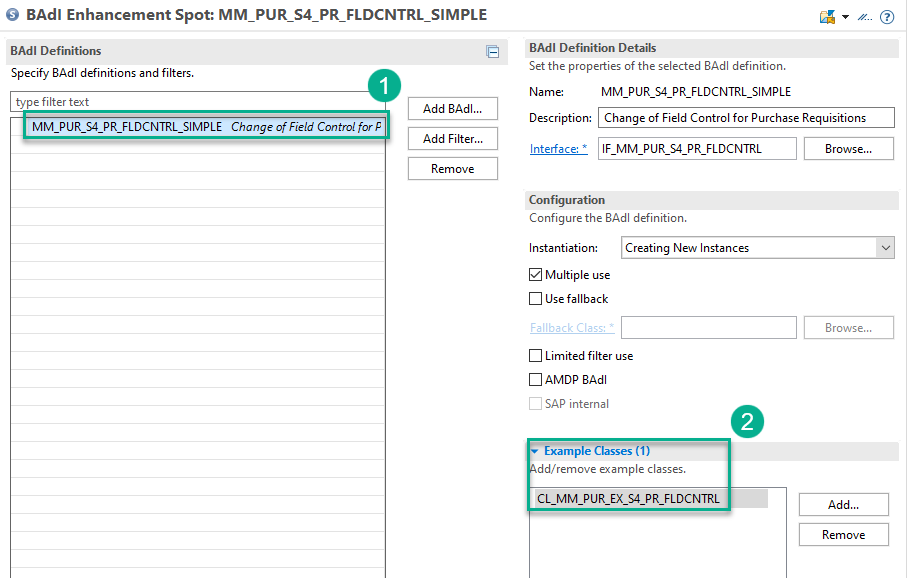 BAdI Enhancement Spot: MM_PUR_S4_PR_FLDCNTRL_SIMPLE
BAdI Definitions
Specify BAdI definitions and filters.
type filter text
1
MM_PUR_S4_PR_FLDCNTRL_SIMPLE Change of Field Control for P
Add BAdI...
Add Filter...
Remove
BAdI Definition Details
Set the properties of the selected BAdI definition.
Name: MM_PUR_S4_PR_FLDCNTRL_SIMPLE
Description: Change of Field Control for Purchase Requisitions
Interface: * IF_MM_PUR_S4_PR_FLDCNTRL Browse...
Configuration
Configure the BAdI definition.
Instantiation: Creating New Instances
Multiple use
Use fallback
Fallback Class: * Browse...
Limited filter use
AMDP BAdI
SAP internal
2
Example Classes (1)
Add/remove example classes.
CL_MM_PUR_EX_S4_PR_FLDCNTRL
Add...
Remove